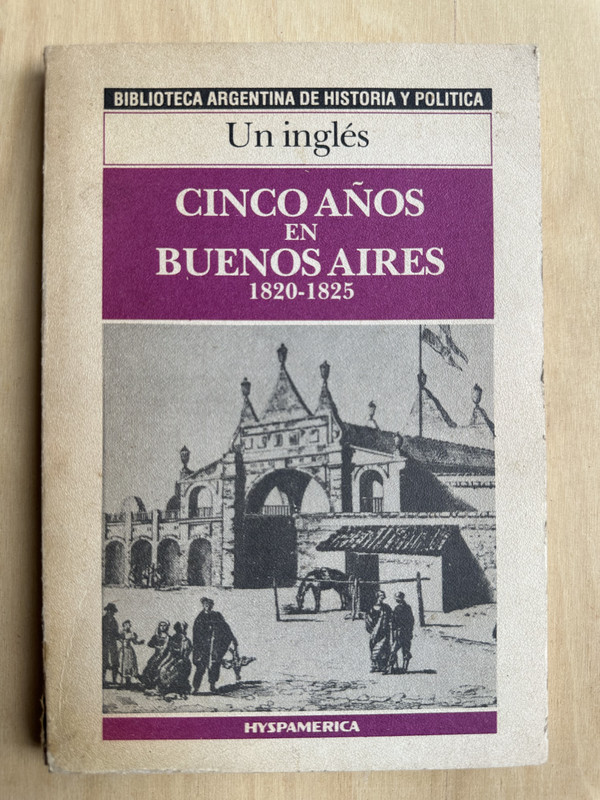 BIBLIOTECA ARGENTINA DE HISTORIA Y POLITICA
Un inglés
CINCO AÑOS
EN
BUENOS AIRES
1820-1825
HYSPAMERICA